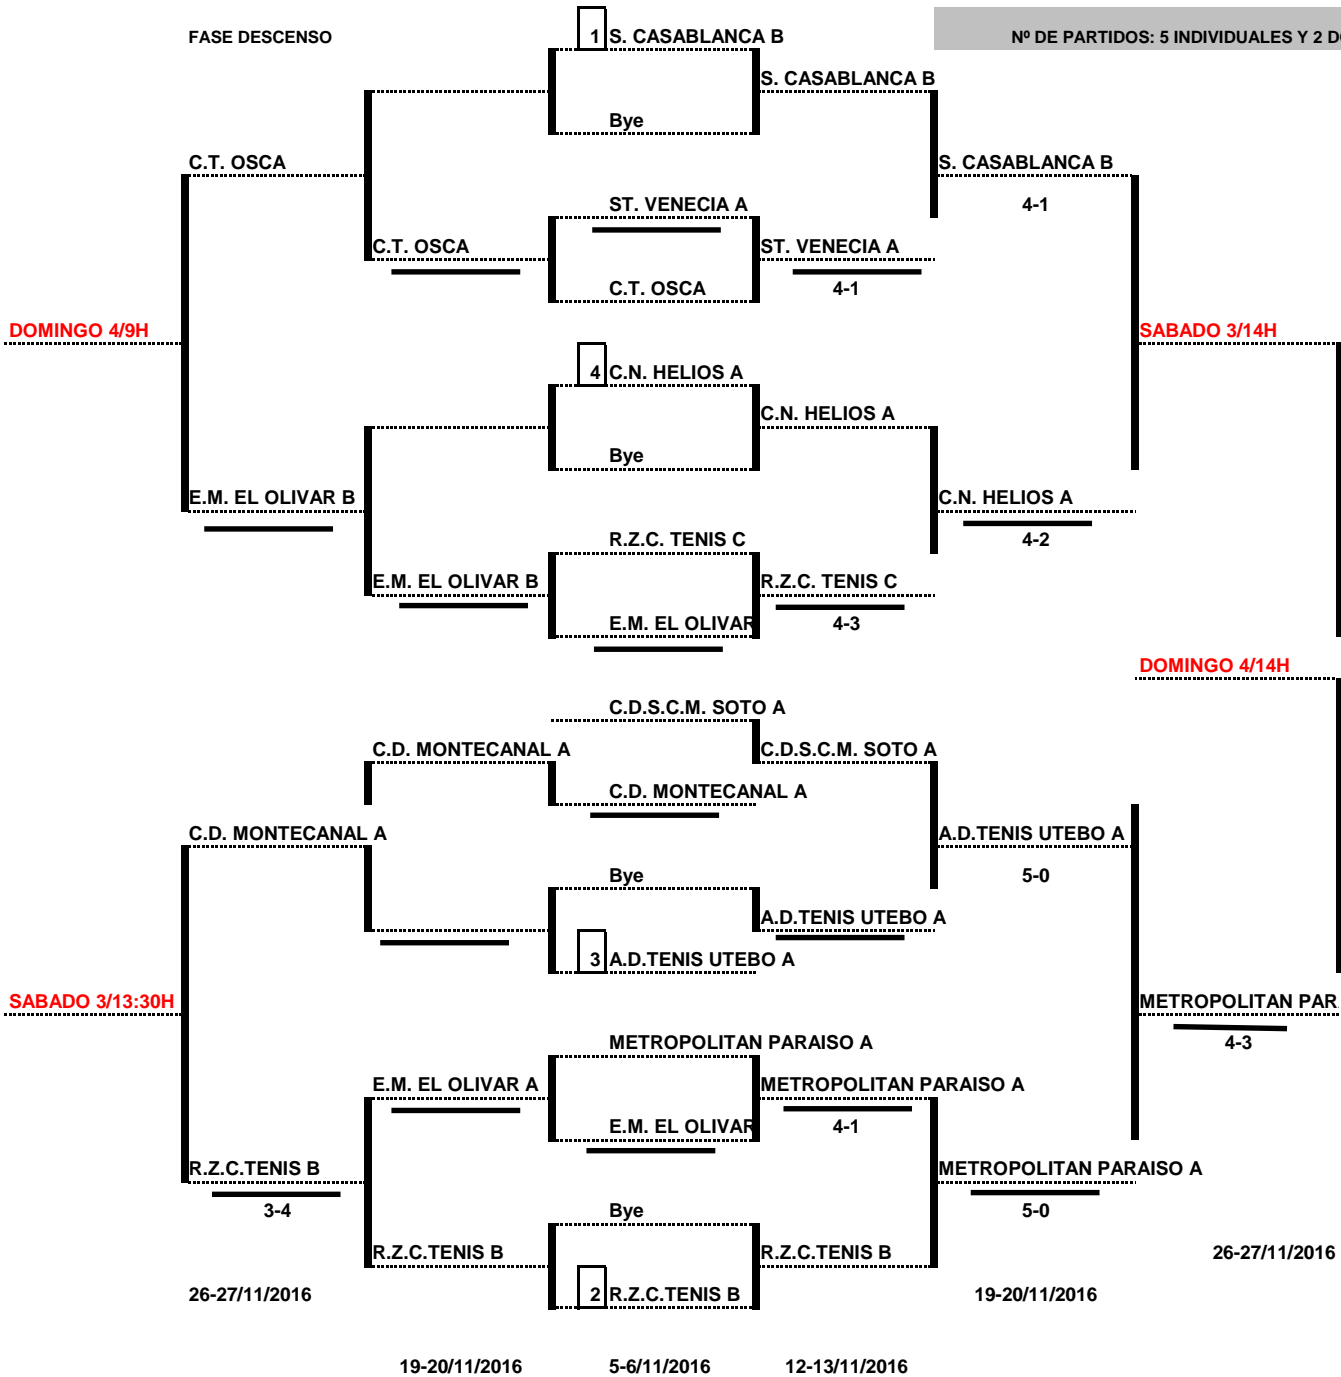 FASE DESCENSO
1 S. CASABLANCA B
Nº DE PARTIDOS: 5 INDIVIDUALES Y 2 D
S. CASABLANCA B
Bye
C.T. OSCA
S. CASABLANCA B
ST. VENECIA A
4-1
C.T. OSCA
ST. VENECIA A
C.T. OSCA
4-1
DOMINGO 4/9H
SABADO 3/14H
4 C.N. HELIOS A
C.N. HELIOS A
Bye
E.M. EL OLIVAR B
C.N. HELIOS A
R.Z.C. TENIS C
4-2
E.M. EL OLIVAR B
R.Z.C. TENIS C
E.M. EL OLIVAR
4-3
DOMINGO 4/14H
C.D.S.C.M. SOTO A
C.D. MONTECANAL A
C.D.S.C.M. SOTO A
C.D. MONTECANAL A
C.D. MONTECANAL A
A.D.TENIS UTEBO A
Bye
5-0
A.D.TENIS UTEBO A
3 A.D.TENIS UTEBO A
SABADO 3/13:30H
METROPOLITAN PAR
METROPOLITAN PARAISO A
4-3
E.M. EL OLIVAR A
METROPOLITAN PARAISO A
E.M. EL OLIVAR
4-1
R.Z.C.TENIS B
METROPOLITAN PARAISO A
3-4
Bye
5-0
R.Z.C.TENIS B
R.Z.C.TENIS B
26-27/11/2016
26-27/11/2016
2 R.Z.C.TENIS B
19-20/11/2016
19-20/11/2016
5-6/11/2016
12-13/11/2016